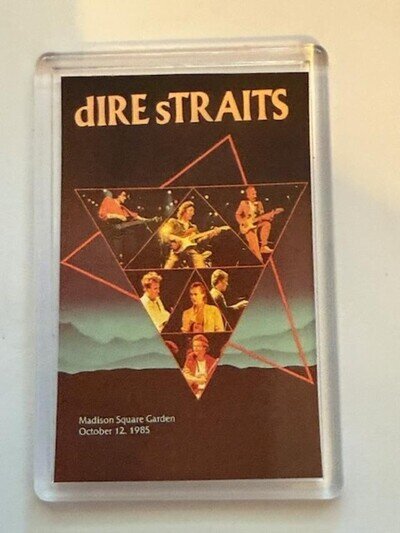 dIRE sTRAITS
Madison Square Garden
October 12, 1985